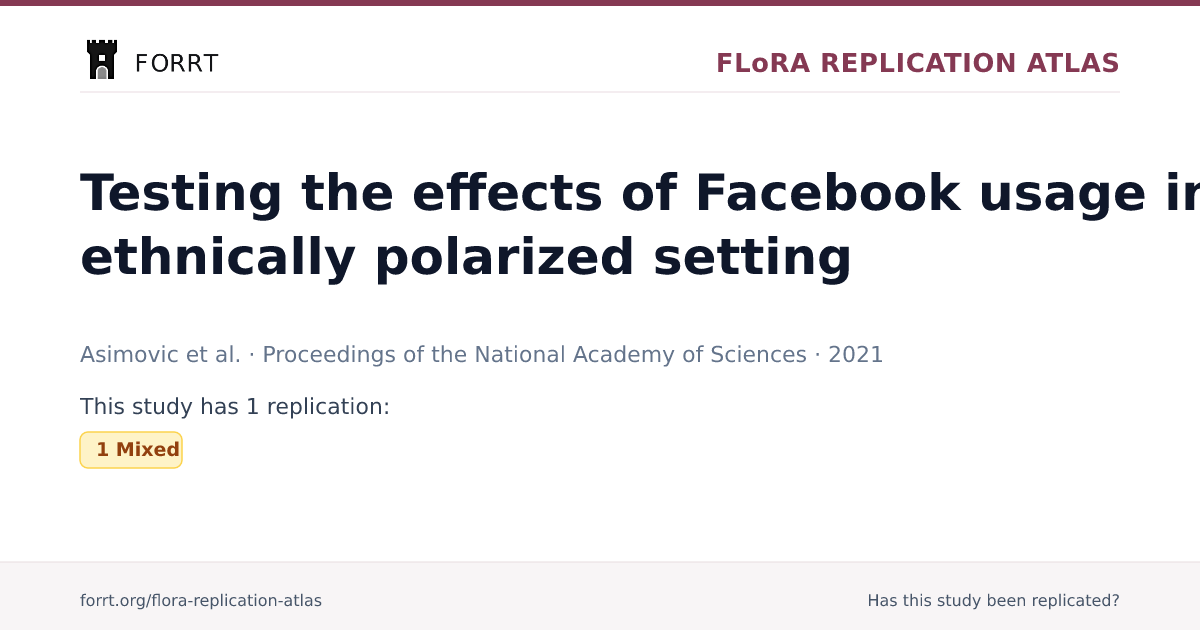 FORRT
FLoRA REPLICATION ATLAS
Testing the effects of Facebook usage in
ethnically polarized setting
Asimovic et al. · Proceedings of the National Academy of Sciences · 2021
This study has 1 replication:
1 Mixed
forrt.org/flora-replication-atlas
Has this study been replicated?